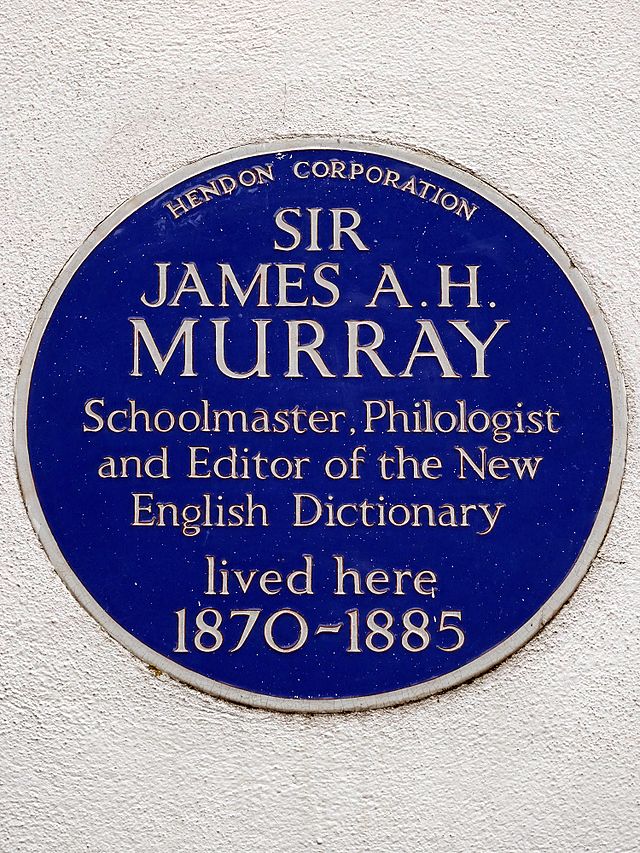 HENDON CORPORATION
SIR
JAMES A.H.
MURRAY
Schoolmaster, Philologist
and Editor of the New
English Dictionary
lived here
1870-1885